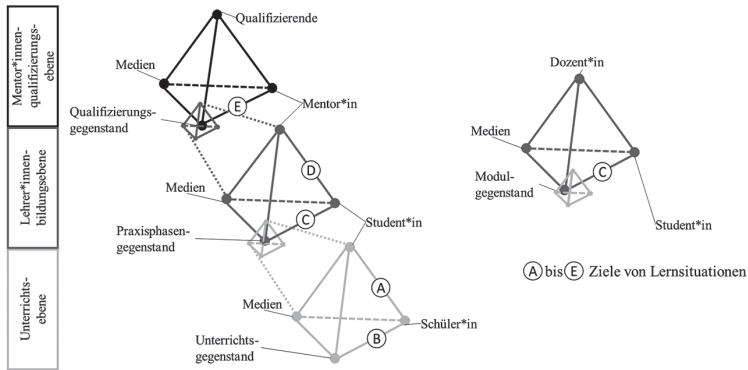 Mentor*innen-
qualifizierungs-
ebene
Lehrer*innen-
bildungsebene
Unterrichts-
ebene
Qualifizierende
Medien
E
Mentor*in
Qualifizierungs-
gegenstand
D
Medien
C
Student*in
Praxisphasen-
gegenstand
A
Medien
Schüler*in
B
Unterrichts-
gegenstand
Dozent*in
Medien
C
Modul-
gegenstand
Student*in
A bis E Ziele von Lernsituationen